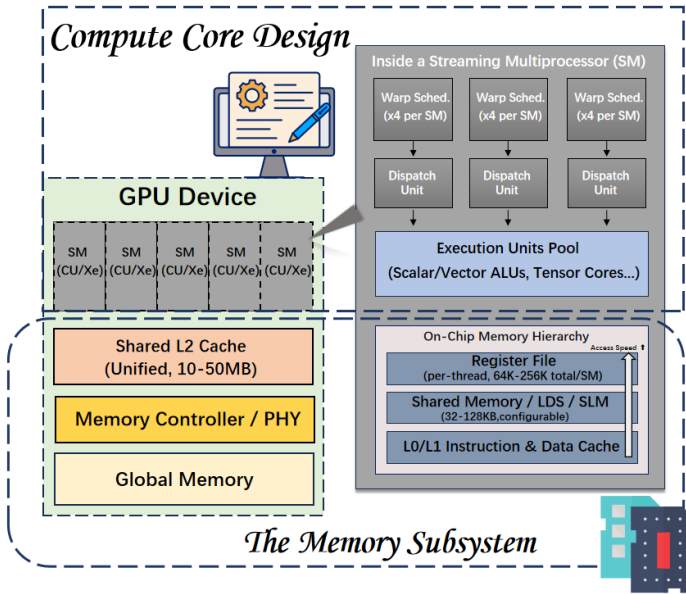 Compute Core Design
Inside a Streaming Multiprocessor (SM)
Warp Sched.
(x4 per SM)
Warp Sched.
(x4 per SM)
Warp Sched.
(x4 per SM)
Dispatch
Unit
Dispatch
Unit
Dispatch
Unit
Execution Units Pool
(Scalar/Vector ALUs, Tensor Cores...)
GPU Device
SM
(CU/Xe)
SM
(CU/Xe)
SM
(CU/Xe)
SM
(CU/Xe)
SM
(CU/Xe)
Shared L2 Cache
(Unified, 10-50MB)
Memory Controller / PHY
Global Memory
On-Chip Memory Hierarchy
Access Speed ⬆
Register File
(per-thread, 64K-256K total/SM)
Shared Memory / LDS / SLM
(32-128KB,configurable)
L0/L1 Instruction & Data Cache
The Memory Subsystem